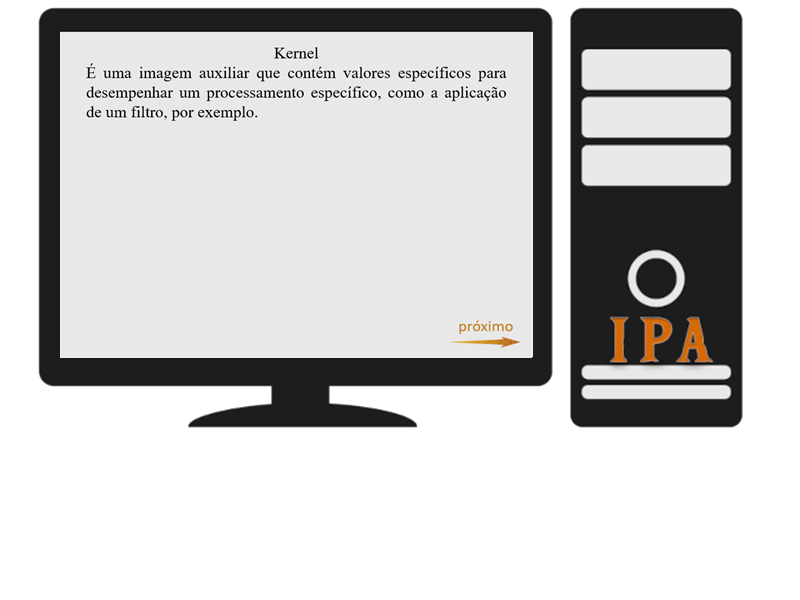 Kernel
É uma imagem auxiliar que contém valores específicos para
desempenhar um processamento específico, como a aplicação
de um filtro, por exemplo.
próximo
IPA